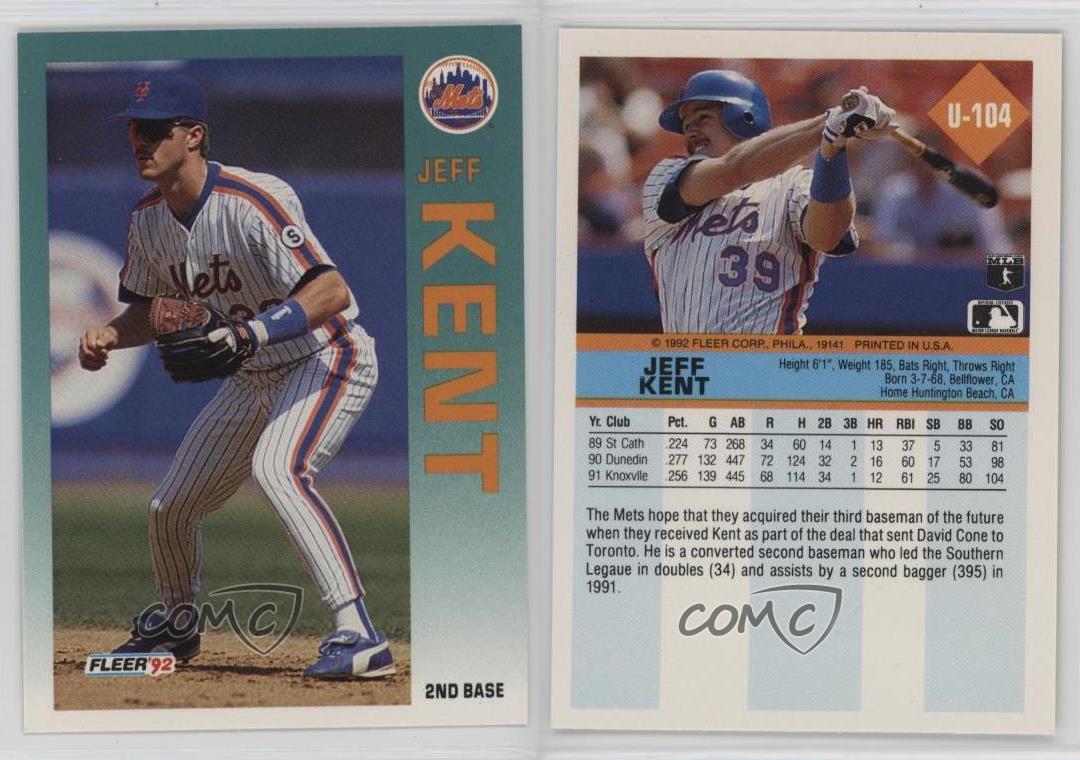 Mets
JEFF
KENT
S
Mets
39
COMC
FLEER '92
2ND BASE
U-104
Mets
39
MLB
MAJOR LEAGUE BASEBALL
© 1992 FLEER CORP., PHILA., 19141 PRINTED IN U.S.A.
JEFF
KENT
Height 6'1", Weight 185, Bats Right, Throws Right
Born 3-7-68, Bellflower, CA
Home Huntington Beach, CA
Yr. Club Pct. G AB R H 2B 3B HR RBI SB BB SO
89 St Cath .224 73 268 34 60 14 1 13 37 5 33 81
90 Dunedin .277 132 447 72 124 32 2 16 60 17 53 98
91 Knoxvlle .256 139 445 68 114 34 1 12 61 25 80 104
The Mets hope that they acquired their third baseman of the future
when they received Kent as part of the deal that sent David Cone to
Toronto. He is a converted second baseman who led the Southern
Legaue in doubles (34) and assists by a second bagger (395) in
1991.
COMC